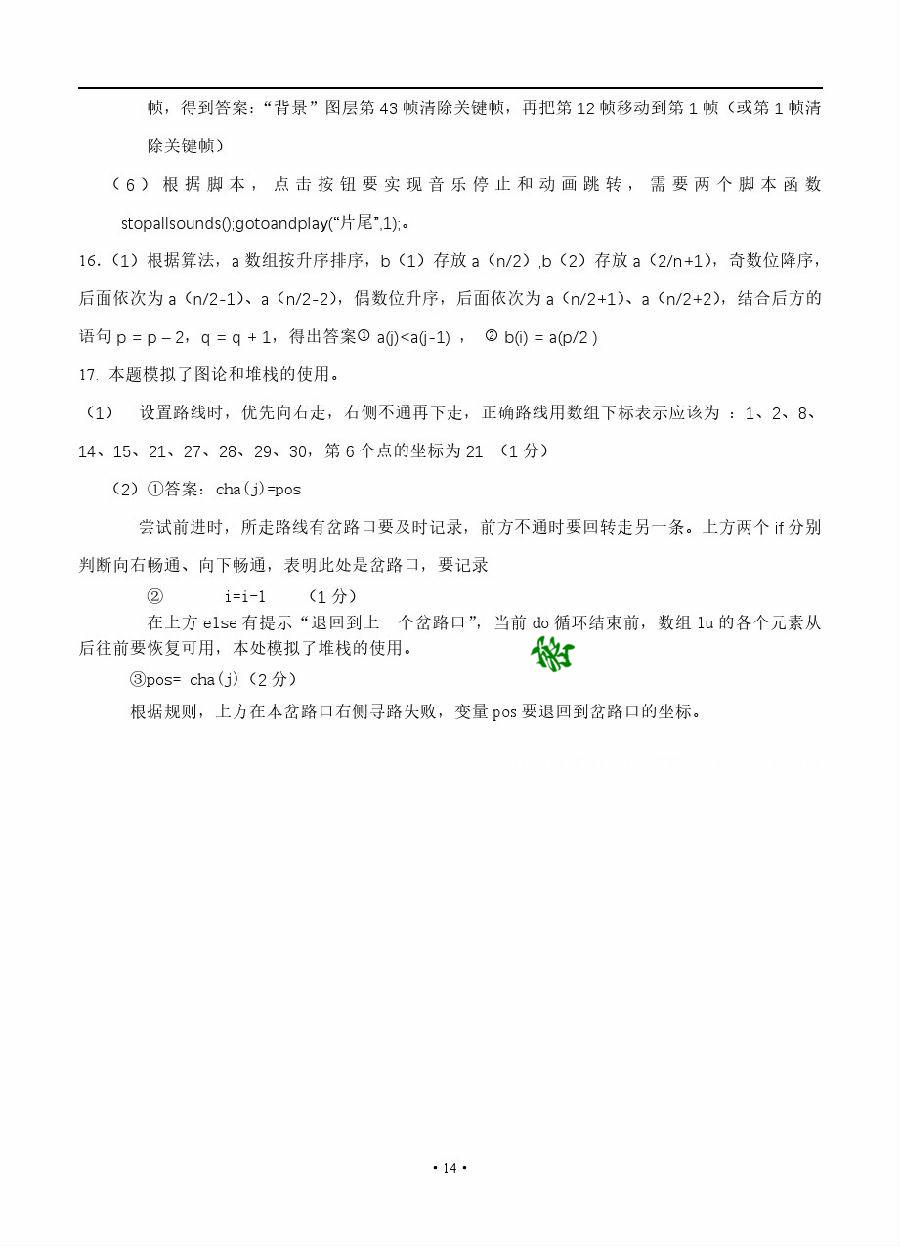 帧，得到答案：“背景”图层第 43 帧清除关键帧，再把第 12 帧移动到第 1 帧（或第 1 帧清
除关键帧）
（6）根据脚本，点击按钮要实现音乐停止和动画跳转，需要两个脚本函数
stopallsounds();gotoandplay(“片尾”,1);。
16.（1）根据算法，a 数组按升序排序，b（1）存放 a（n/2）,b（2）存放 a（2/n+1），奇数位降序，
后面依次为 a（n/2-1）、a（n/2-2），偶数位升序，后面依次为 a（n/2+1）、a（n/2+2），结合后方的
语句 p = p – 2，q = q + 1，得出答案① a(j)<a(j-1) ， ② b(i) = a(p/2 )
17. 本题模拟了图论和堆栈的使用。
（1） 设置路线时，优先向右走，右侧不通再下走，正确路线用数组下标表示应该为 ：1、2、8、
14、15、21、27、28、29、30，第 6 个点的坐标为 21 （1 分）
（2）①答案：cha(j)=pos
尝试前进时，所走路线有岔路口要及时记录，前方不通时要回转走另一条。上方两个 if 分别
判断向右畅通、向下畅通，表明此处是岔路口，要记录
② i=i-1 （1 分）
在上方 else 有提示“退回到上 个岔路口”，当前 do 循环结束前，数组 lu 的各个元素从
后往前要恢复可用，本处模拟了堆栈的使用。
③pos= cha(j)（2 分）
根据规则，上方在本岔路口右侧寻路失败，变量 pos 要退回到岔路口的坐标。
·14·